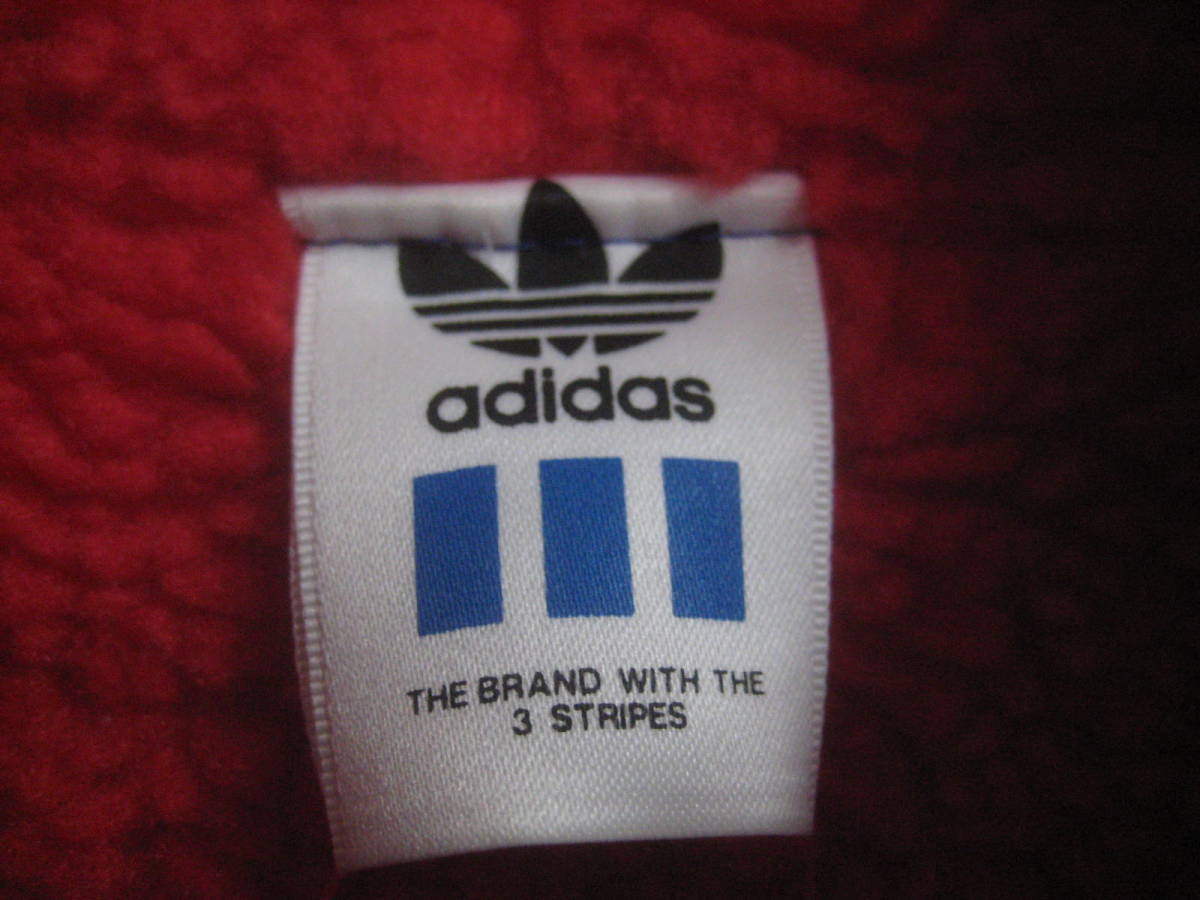 adidas
THE BRAND WITH THE
3 STRIPES